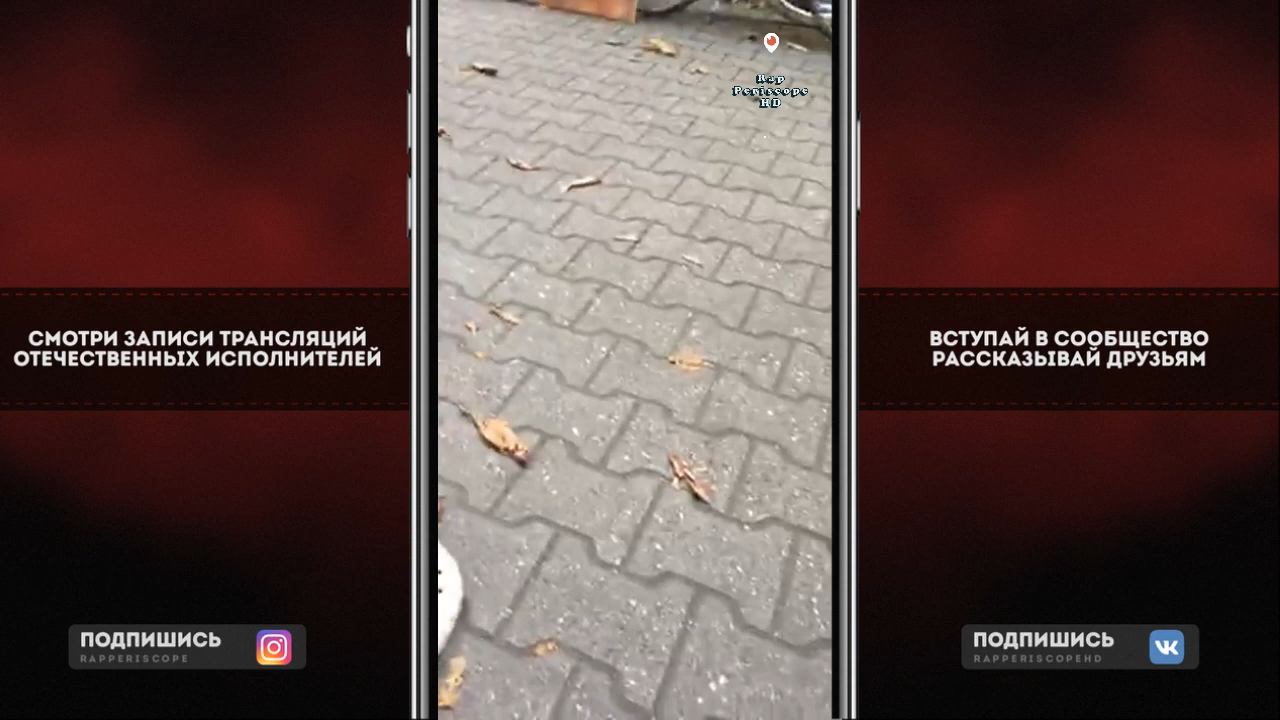 Rap
Periscope
HD
СМОТРИ ЗАПИСИ ТРАНСЛЯЦИЙ
ОТЕЧЕСТВЕННЫХ ИСПОЛНИТЕЛЕЙ
ВСТУПАЙ В СООБЩЕСТВО
РАССКАЗЫВАЙ ДРУЗЬЯМ
ПОДПИШИСЬ
RAPPERISCOPE
ПОДПИШИСЬ
RAPPERISCOPEHD